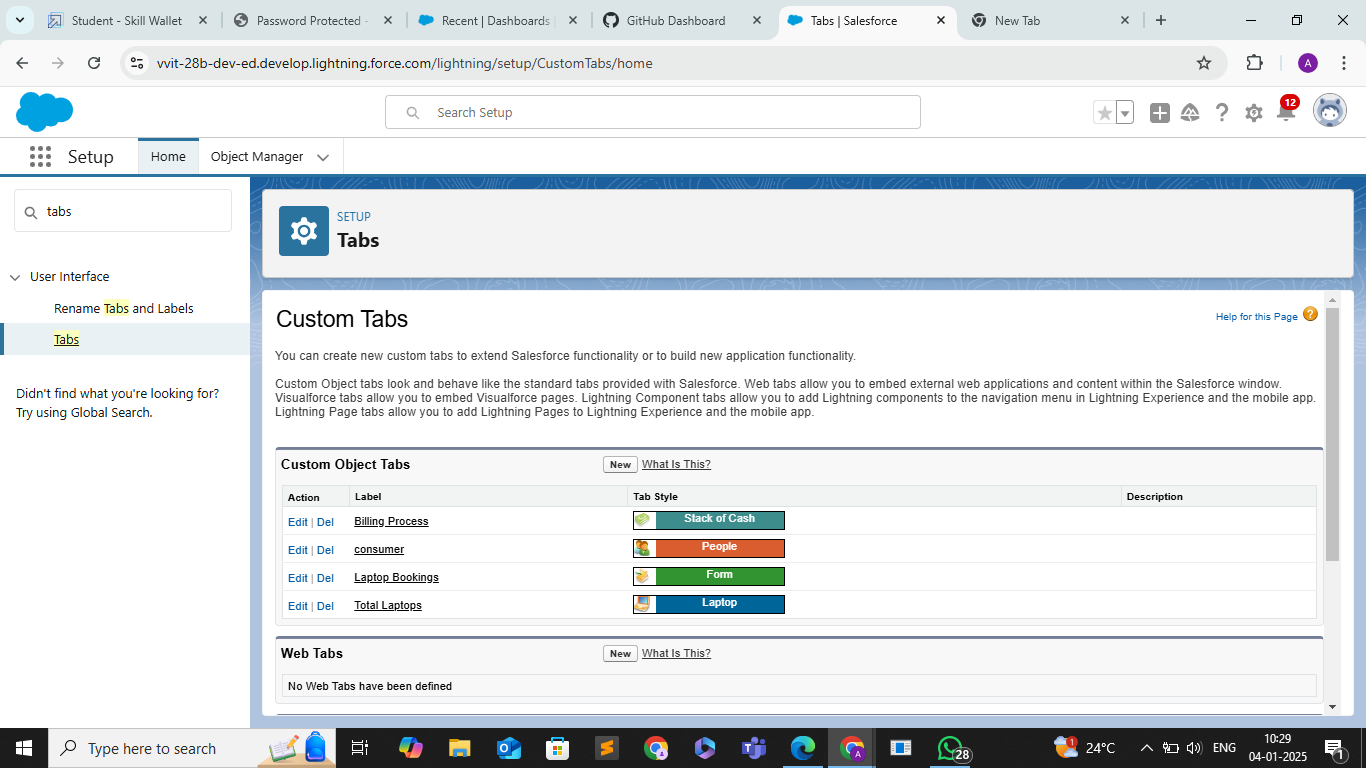 Student - Skill Wallet
Password Protected -
Recent | Dashboards |
GitHub Dashboard
Tabs | Salesforce
New Tab
vvit-28b-dev-ed.develop.lightning.force.com/lightning/setup/CustomTabs/home
A
Search Setup
12
Setup
Home
Object Manager
tabs
User Interface
Rename Tabs and Labels
Tabs
Didn't find what you're looking for?
Try using Global Search.
SETUP
Tabs
Custom Tabs
Help for this Page ?
You can create new custom tabs to extend Salesforce functionality or to build new application functionality.
Custom Object tabs look and behave like the standard tabs provided with Salesforce. Web tabs allow you to embed external web applications and content within the Salesforce window.
Visualforce tabs allow you to embed Visualforce pages. Lightning Component tabs allow you to add Lightning components to the navigation menu in Lightning Experience and the mobile app.
Lightning Page tabs allow you to add Lightning Pages to Lightning Experience and the mobile app.
Custom Object Tabs New What Is This?
Action Label Tab Style Description
Edit | Del Billing Process Stack of Cash
Edit | Del consumer People
Edit | Del Laptop Bookings Form
Edit | Del Total Laptops Laptop
Web Tabs New What Is This?
No Web Tabs have been defined
Type here to search
A
28
1
24°C
ENG
10:29
04-01-2025
1